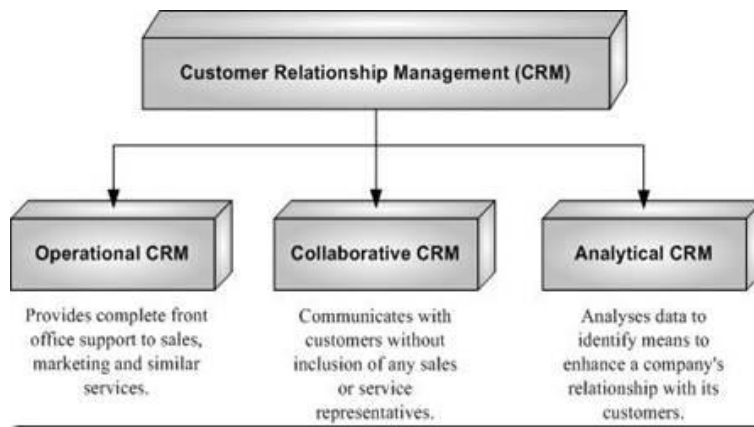 Customer Relationship Management (CRM)
Operational CRM
Provides complete front
office support to sales,
marketing and similar
services.
Collaborative CRM
Communicates with
customers without
inclusion of any sales
or service
representatives.
Analytical CRM
Analyses data to
identify means to
enhance a company's
relationship with its
customers.